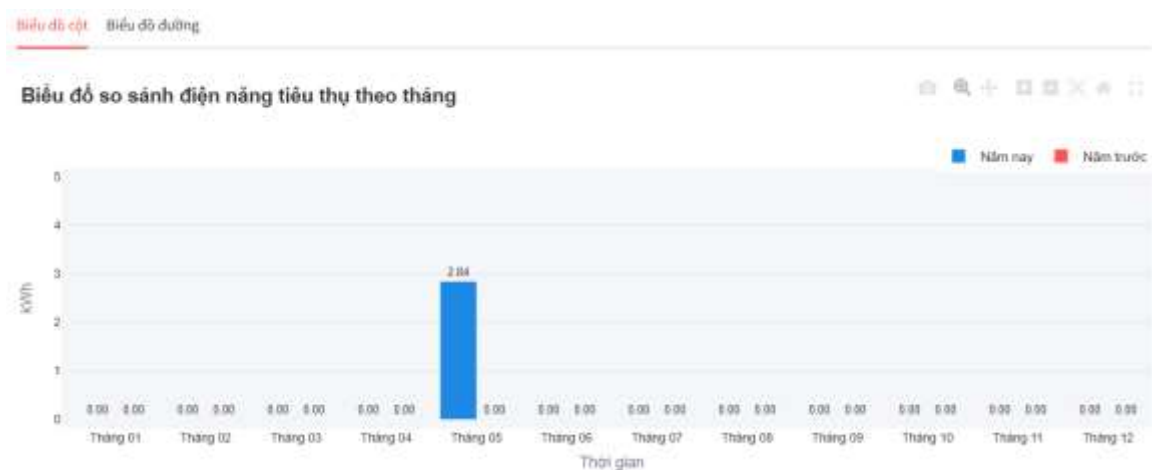 Biểu đồ cột Biểu đồ đường
Biểu đồ so sánh điện năng tiêu thụ theo tháng
Năm nay Năm trước
5
4
3
2.84
kWh
2
1
0.00 0.00 0.00 0.00 0.00 0.00 0.00 0.00 0.00 0.00 0.00 0.00 0.00 0.00 0.00 0.00 0.00 0.00 0.00 0.00 0.00 0.00 0.00
0
Tháng 01 Tháng 02 Tháng 03 Tháng 04 Tháng 05 Tháng 06 Tháng 07 Tháng 08 Tháng 09 Tháng 10 Tháng 11 Tháng 12
Thời gian